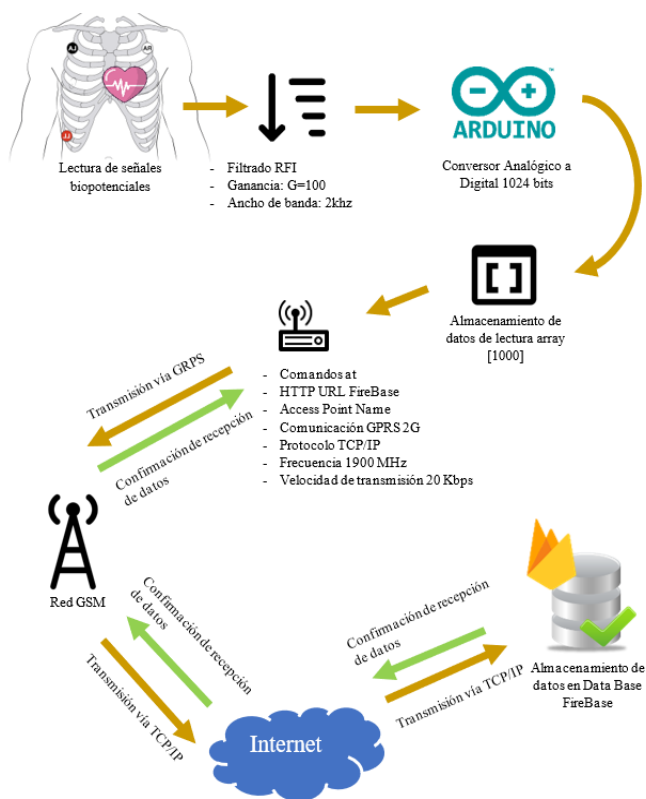 AJ
AR
JJ
Lectura de señales
biopotenciales
- Filtrado RFI
- Ganancia: G=100
- Ancho de banda: 2khz
ARDUINO
TM
Conversor Analógico a
Digital 1024 bits
[ ]
Almacenamiento de
datos de lectura array
[1000]
- Comandos at
- HTTP URL FireBase
- Access Point Name
- Comunicación GPRS 2G
- Protocolo TCP/IP
- Frecuencia 1900 MHz
- Velocidad de transmisión 20 Kbps
Transmisión vía GRPS
Confirmación de recepción
de datos
Red GSM
Confirmación de recepción
de datos
Transmisión vía TCP/IP
Internet
Confirmación de recepción
de datos
Transmisión vía TCP/IP
Almacenamiento de
datos en Data Base
FireBase